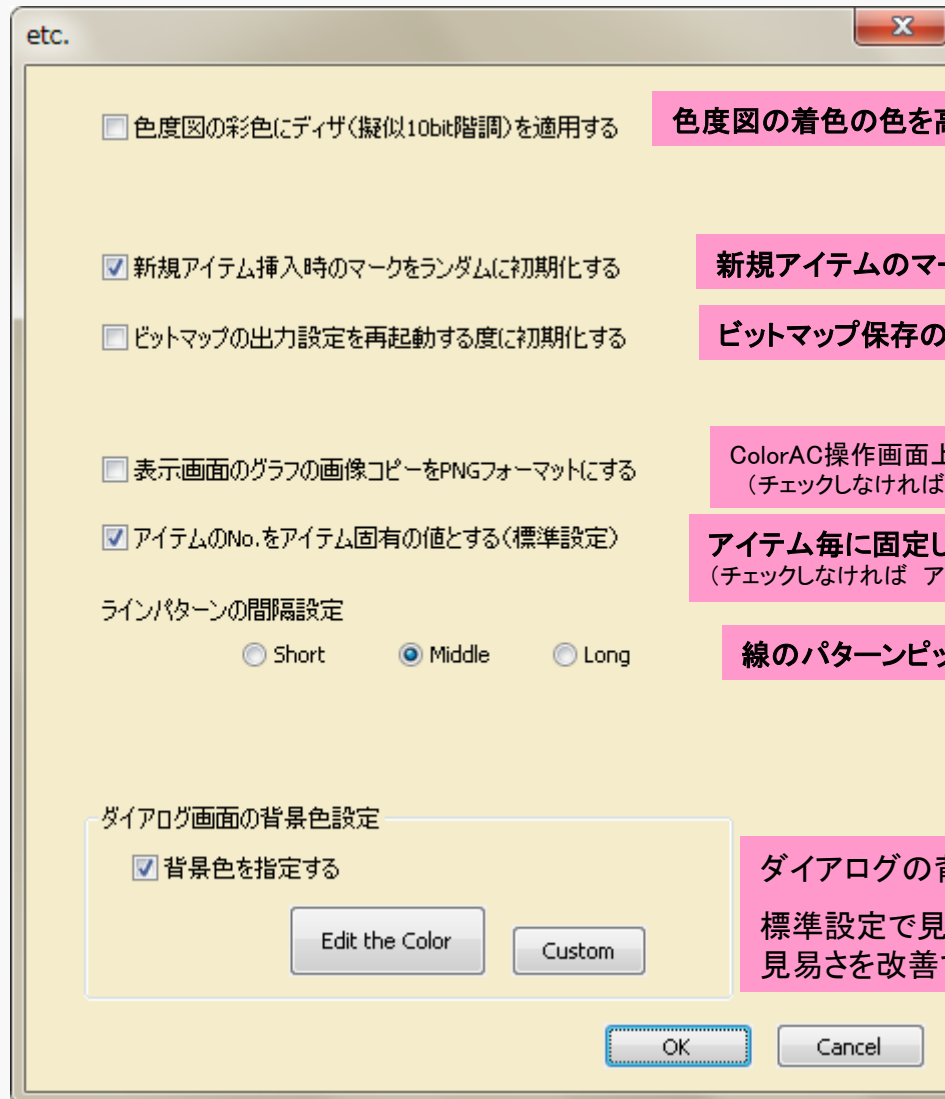 etc.
色度図の彩色にディザ(擬似10bit階調)を適用する
色度図の着色の色を
新規アイテム挿入時のマークをランダムに初期化する
新規アイテムのマー
ビットマップの出力設定を再起動する度に初期化する
ビットマップ保存の
表示画面のグラフの画像コピーをPNGフォーマットにする
ColorAC操作画面上
(チェックしなければ
アイテムのNo.をアイテム固有の値とする(標準設定)
アイテム毎に固定し
(チェックしなければ ア
ラインパターンの間隔設定
Short Middle Long
線のパターンピッ
ダイアログ画面の背景色設定
背景色を指定する
ダイアログの背
標準設定で見
見易さを改善
Edit the Color Custom
OK Cancel